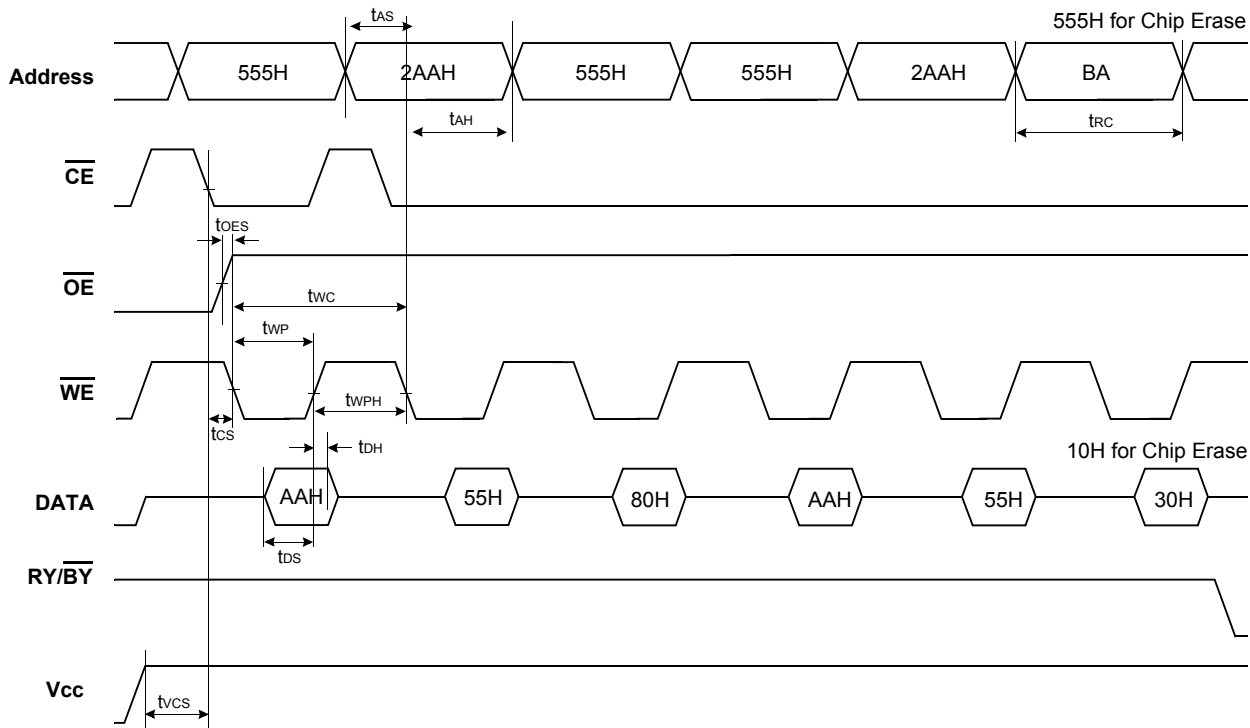 tAS
555H for Chip Erase
Address 555H 2AAH 555H 555H 2AAH BA
tAH tRC
CE
tOES
OE
tWC
tWP
WE
tWPH
tCS
tDH
10H for Chip Erase
DATA AAH 55H 80H AAH 55H 30H
tDS
RY/BY
Vcc
tVCS